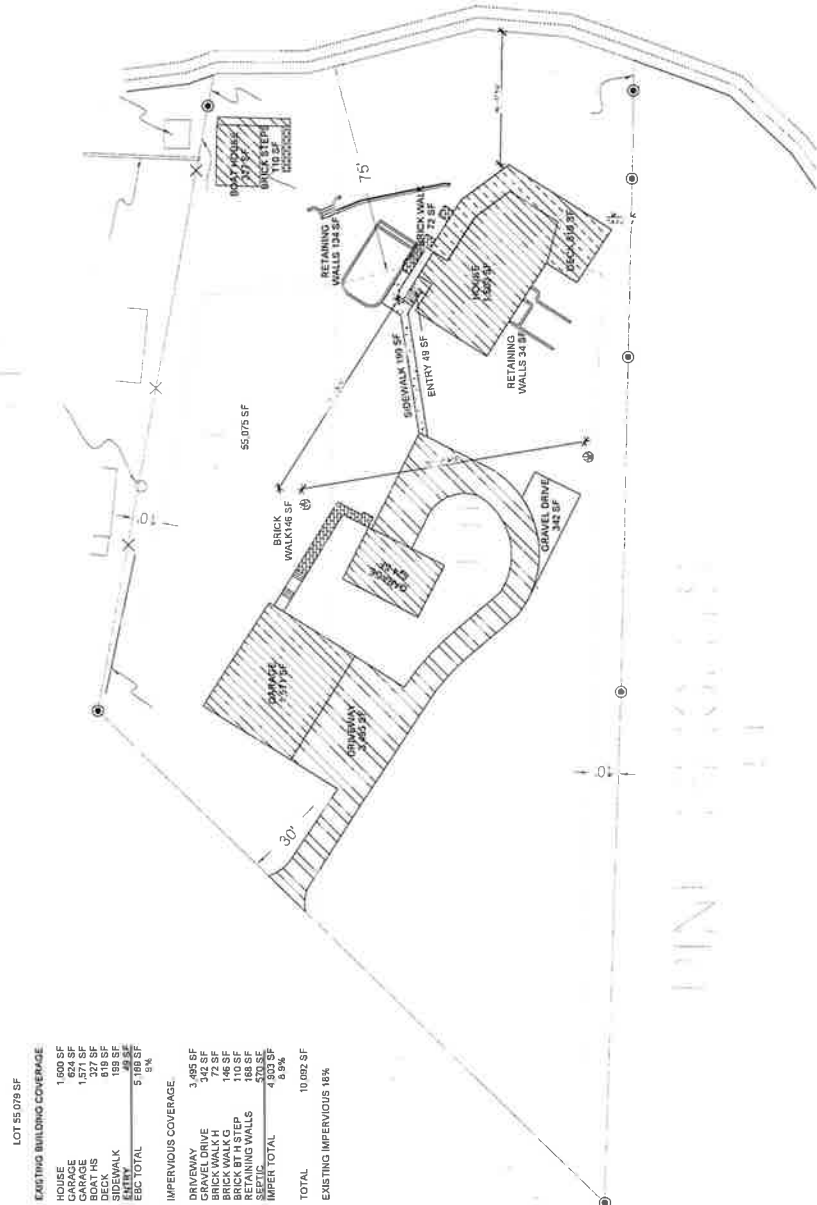 LOT 55,079 SF
EXISTING BUILDING COVERAGE
HOUSE 1,600 SF
GARAGE 624 SF
GARAGE 1,571 SF
BOAT HS 327 SF
DECK 819 SF
SIDEWALK 199 SF
ENTRY 49 SF
EBC TOTAL 5,189 SF
9%
IMPERVIOUS COVERAGE
DRIVEWAY 3,495 SF
GRAVEL DRIVE 342 SF
BRICK WALK H 72 SF
BRICK WALK G 146 SF
BRICK BT H STEP 110 SF
RETAINING WALLS 168 SF
SEPTIC 570 SF
IMPER TOTAL 4,903 SF
8.9%
TOTAL 10,092 SF
EXISTING IMPERVIOUS 18%
30'
DRIVEWAY
3,495 SF
GARAGE
1,571 SF
GARAGE
624 SF
BRICK
WALK 146 SF
GRAVEL DRIVE
342 SF
10'
10'
55,075 SF
SIDEWALK 199 SF
ENTRY 49 SF
RETAINING
WALLS 34 SF
HOUSE
DECK 819 SF
BRICK WALK
72 SF
RETAINING
WALLS 134 SF
75'
BOAT HOUSE
327 SF
BRICK STEPS
110 SF